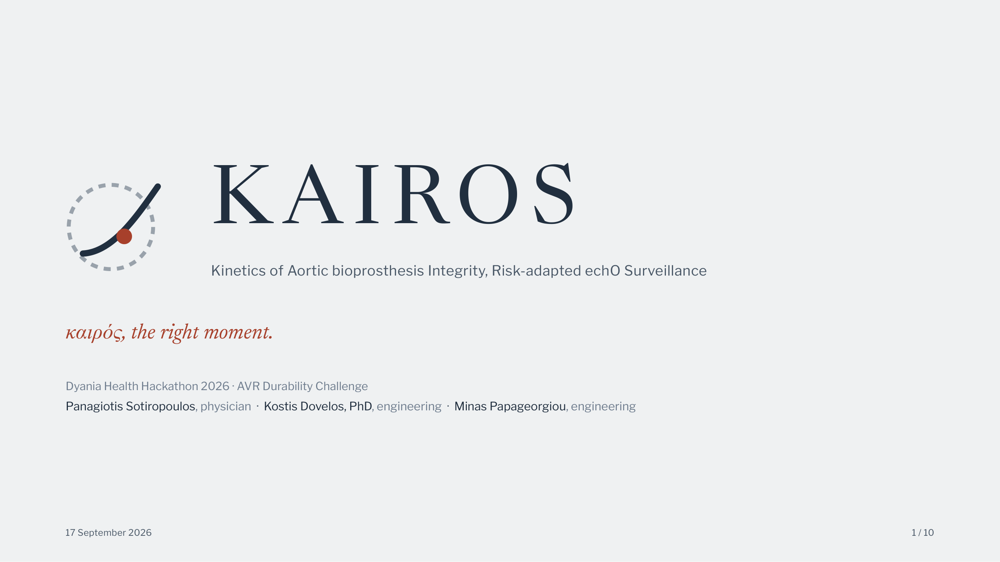 KAIROS
Kinetics of Aortic bioprosthesis Integrity, Risk-adapted echO Surveillance
καιρός, the right moment.
Dyania Health Hackathon 2026 · AVR Durability Challenge
Panagiotis Sotiropoulos, physician · Kostis Dovelos, PhD, engineering · Minas Papageorgiou, engineering
17 September 2026
1 / 10